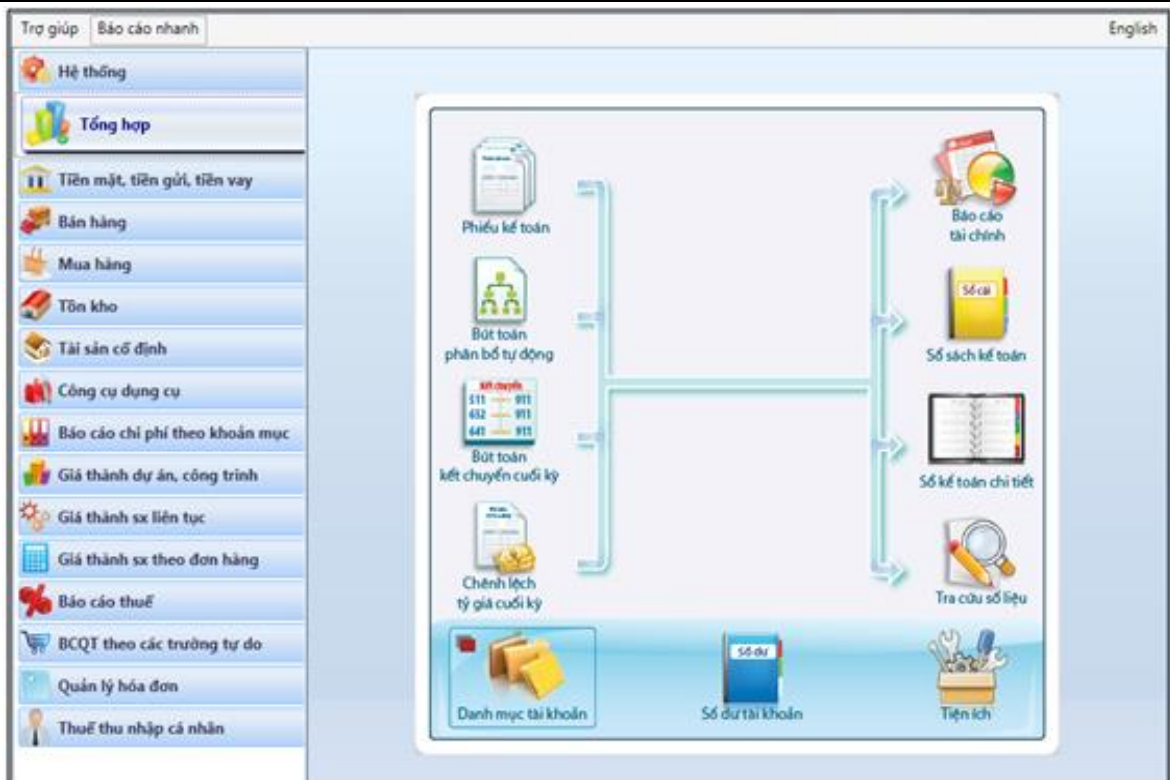 Trợ giúp
Báo cáo nhanh
English
Hệ thống
Tổng hợp
Tiền mặt, tiền gửi, tiền vay
Bán hàng
Mua hàng
Tồn kho
Tài sản cố định
Công cụ dụng cụ
Báo cáo chi phí theo khoản mục
Giá thành dự án, công trình
Giá thành sx liên tục
Giá thành sx theo đơn hàng
Báo cáo thuế
BCQT theo các trường tự do
Quản lý hóa đơn
Thuế thu nhập cá nhân
Phiếu kế toán
Bút toán
phân bổ tự động
Kết chuyển
511 911
632 911
641 911
Bút toán
kết chuyển cuối kỳ
Chênh lệch
tỷ giá cuối kỳ
Báo cáo
tài chính
Sổ cái
Sổ sách kế toán
Sổ kế toán chi tiết
Tra cứu số liệu
Danh mục tài khoản
Số dư
Số dư tài khoản
Tiện ích